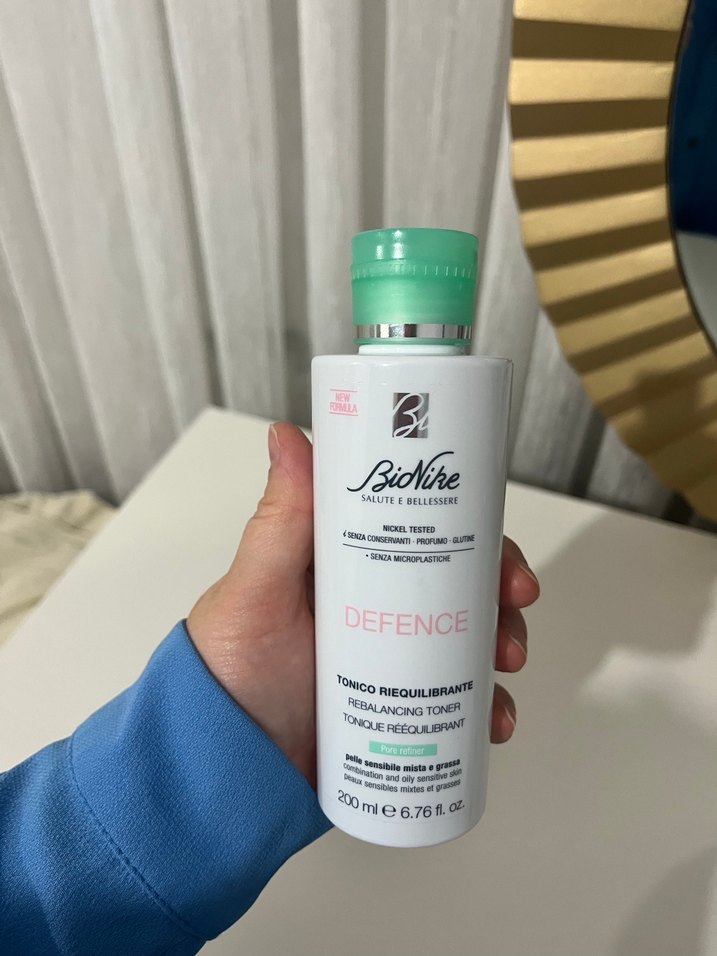 NEW
FORMULA
Bi
BioNike
SALUTE E BELLESSERE
NICKEL TESTED
SENZA CONSERVANTI · PROFUMO · GLUTINE
• SENZA MICROPLASTICHE
DEFENCE
TONICO RIEQUILIBRANTE
REBALANCING TONER
TONIQUE RÉÉQUILIBRANT
Pore refiner
pelle sensibile mista e grassa
combination and oily sensitive skin
peaux sensibles mixtes et grasses
200 ml ℮ 6.76 fl. oz.